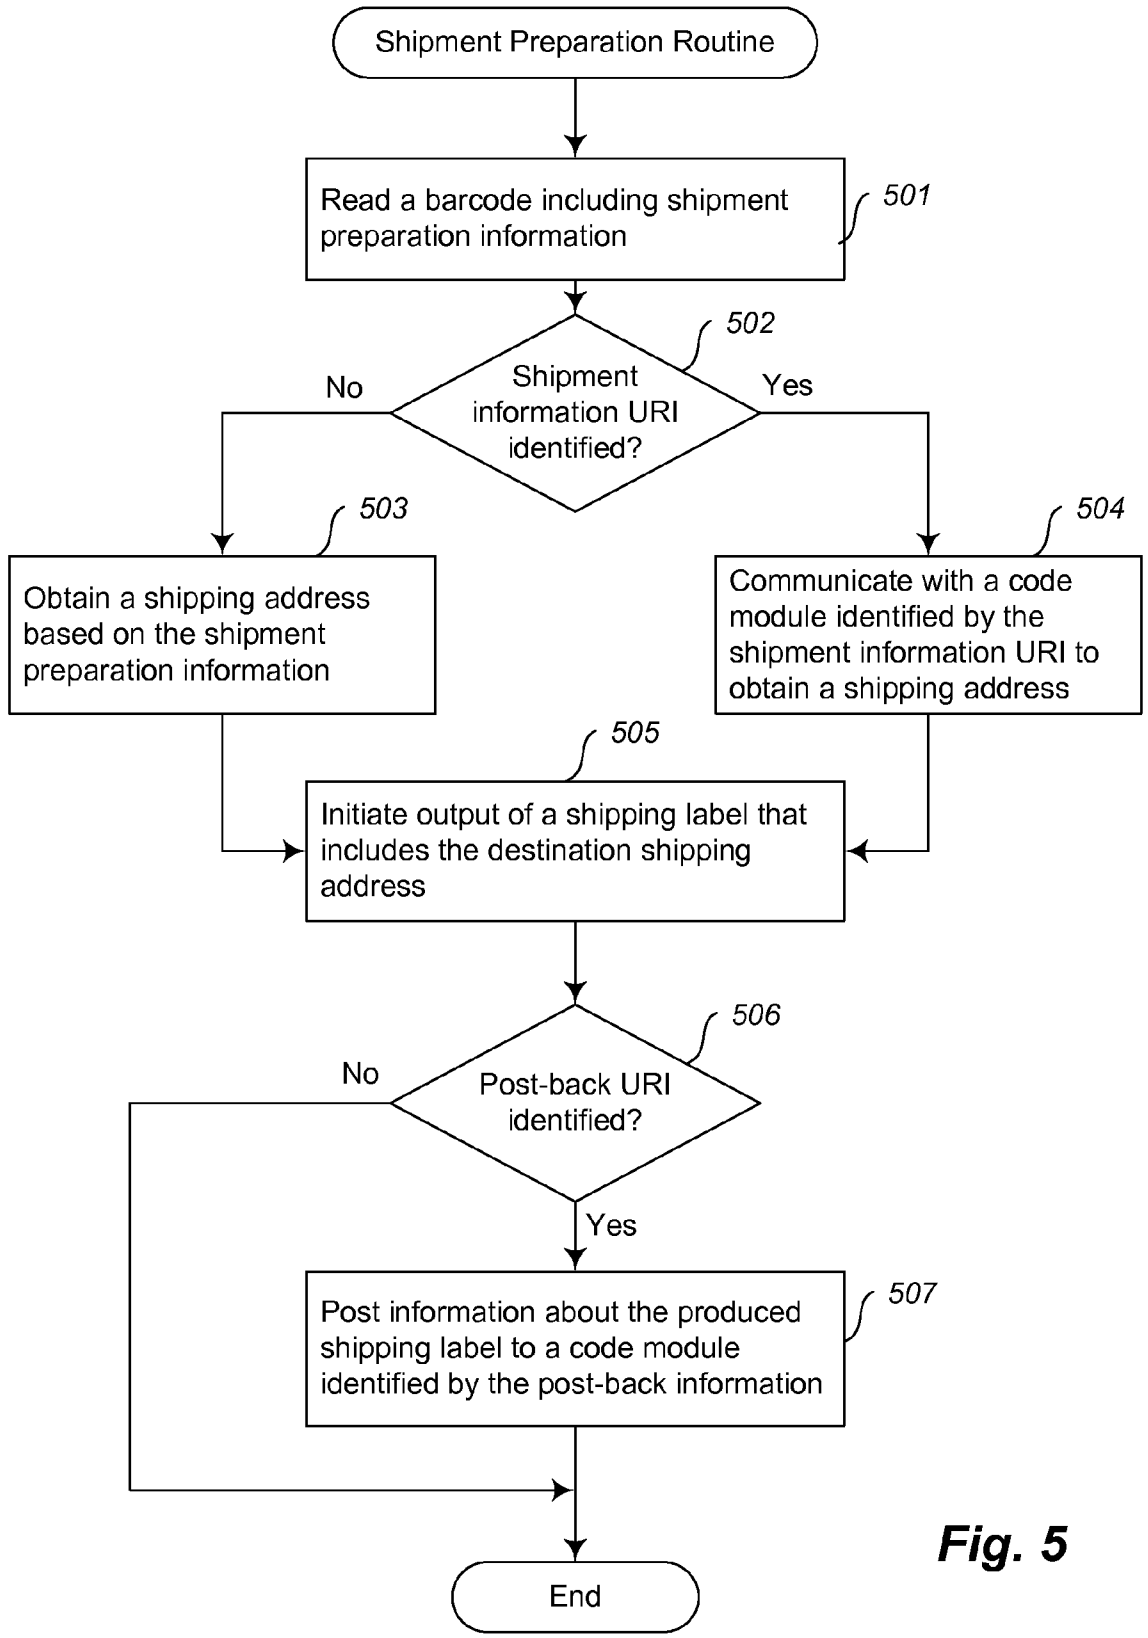 Shipment Preparation Routine
Read a barcode including shipment
preparation information
501
502
Shipment
information URI
identified?
No
Yes
503
Obtain a shipping address
based on the shipment
preparation information
504
Communicate with a code
module identified by the
shipment information URI to
obtain a shipping address
505
Initiate output of a shipping label that
includes the destination shipping
address
506
Post-back URI
identified?
No
Yes
507
Post information about the produced
shipping label to a code module
identified by the post-back information
Fig. 5
End